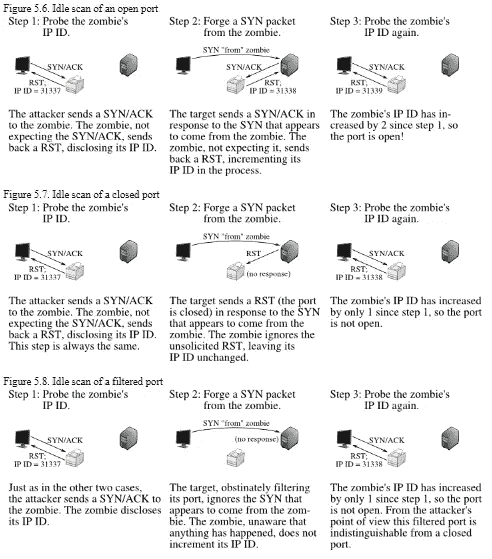 Figure 5.6. Idle scan of an open port
Step 1: Probe the zombie's
IP ID.
SYN/ACK
RST;
IP ID = 31337
The attacker sends a SYN/ACK
to the zombie. The zombie, not
expecting the SYN/ACK, sends
back a RST, disclosing its IP ID.
Step 2: Forge a SYN packet
from the zombie.
SYN "from" zombie
SYN/ACK
RST;
IP ID = 31338
The target sends a SYN/ACK in
response to the SYN that appears
to come from the zombie. The
zombie, not expecting it, sends
back a RST, incrementing its
IP ID in the process.
Step 3: Probe the zombie's
IP ID again.
SYN/ACK
RST;
IP ID = 31339
The zombie's IP ID has in-
creased by 2 since step 1, so
the port is open!
Figure 5.7. Idle scan of a closed port
Step 1: Probe the zombie's
IP ID.
SYN/ACK
RST;
IP ID = 31337
The attacker sends a SYN/ACK
to the zombie. The zombie, not
expecting the SYN/ACK, sends
back a RST, disclosing its IP ID.
This step is always the same.
Step 2: Forge a SYN packet
from the zombie.
SYN "from" zombie
RST
(no response)
The target sends a RST (the port
is closed) in response to the SYN
that appears to come from the
zombie. The zombie ignores the
unsolicited RST, leaving its
IP ID unchanged.
Step 3: Probe the zombie's
IP ID again.
SYN/ACK
RST;
IP ID = 31338
The zombie's IP ID has increased
by only 1 since step 1, so the port
is not open.
Figure 5.8. Idle scan of a filtered port
Step 1: Probe the zombie's
IP ID.
SYN/ACK
RST;
IP ID = 31337
Just as in the other two cases,
the attacker sends a SYN/ACK to
the zombie. The zombie discloses
its IP ID.
Step 2: Forge a SYN packet
from the zombie.
SYN "from" zombie
(no response)
The target, obstinately filtering
its port, ignores the SYN that
appears to come from the zom-
bie. The zombie, unaware that
anything has happened, does not
increment its IP ID.
Step 3: Probe the zombie's
IP ID again.
SYN/ACK
RST;
IP ID = 31338
The zombie's IP ID has increased
by only 1 since step 1, so the port
is not open. From the attacker's
point of view this filtered port is
indistinguishable from a closed
port.